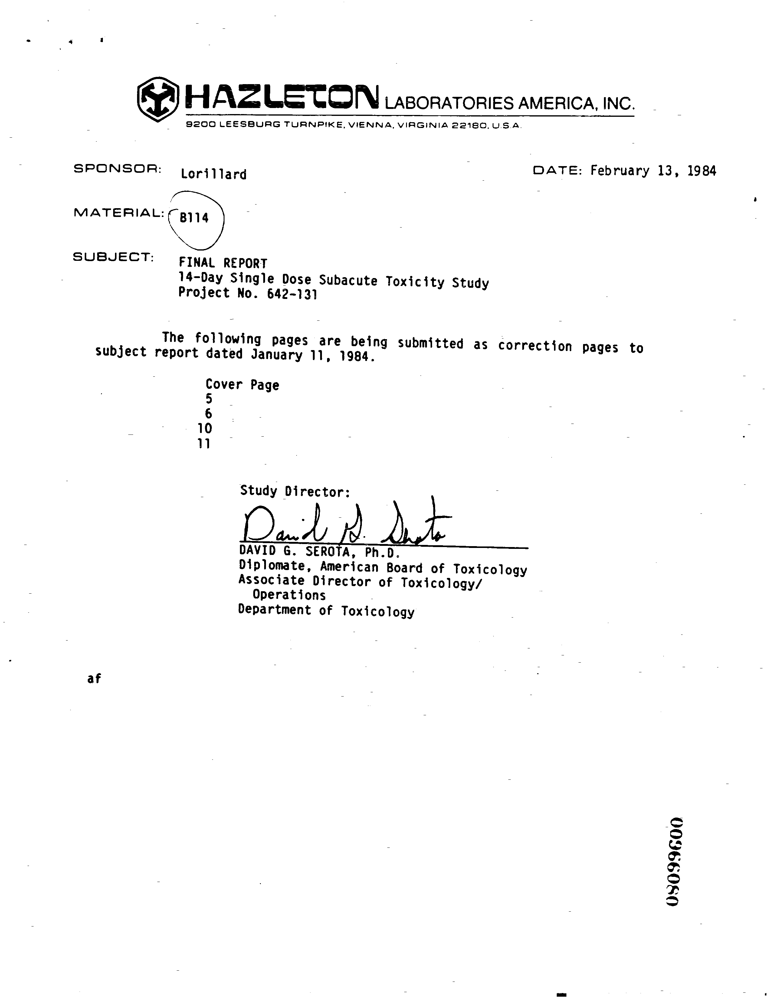 HAZLETON LABORATORIES AMERICA, INC.
9200 LEESBURG TURNPIKE, VIENNA, VIRGINIA 22180, U.S.A.
SPONSOR: Lorillard
DATE: February 13, 1984
MATERIAL: B114
SUBJECT: FINAL REPORT
14-Day Single Dose Subacute Toxicity Study
Project No. 642-131
The following pages are being submitted as correction pages to
subject report dated January 11, 1984.
Cover Page
5
6
10
11
Study Director:
David G. Serota
DAVID G. SEROTA, Ph.D.
Diplomate, American Board of Toxicology
Associate Director of Toxicology/
Operations
Department of Toxicology
af
00966080